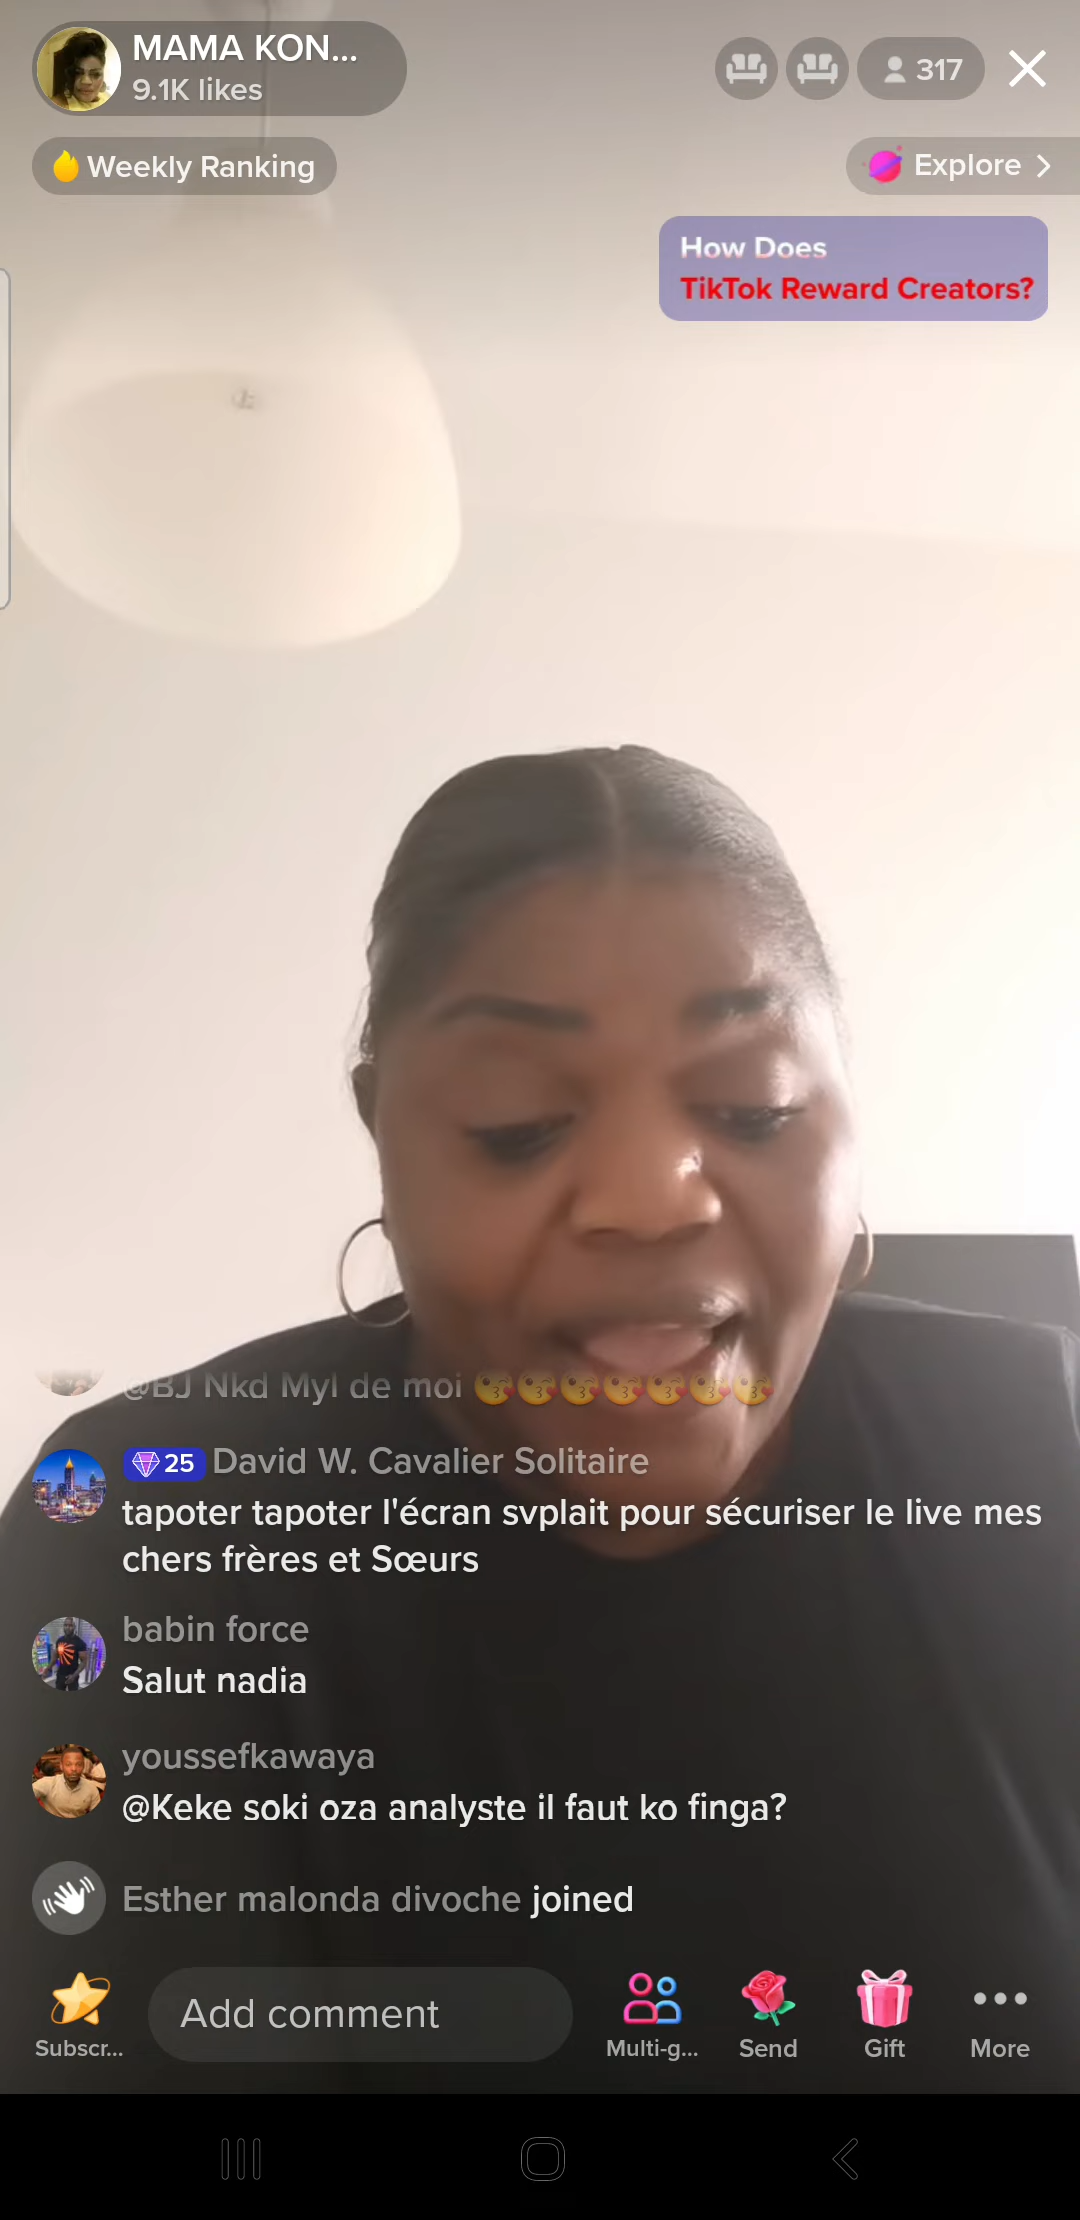 MAMA KON...
9.1K likes
317
Weekly Ranking
Explore
How Does
TikTok Reward Creators?
@BJ Nkd Myl de moi 😘😘😘😘😘😘😘
25 David W. Cavalier Solitaire
tapoter tapoter l'écran svplait pour sécuriser le live mes
chers frères et Sœurs
babin force
Salut nadia
youssefkawaya
@Keke soki oza analyste il faut ko finga?
Esther malonda divoche joined
Subscr...
Add comment
Multi-g...
Send
Gift
More